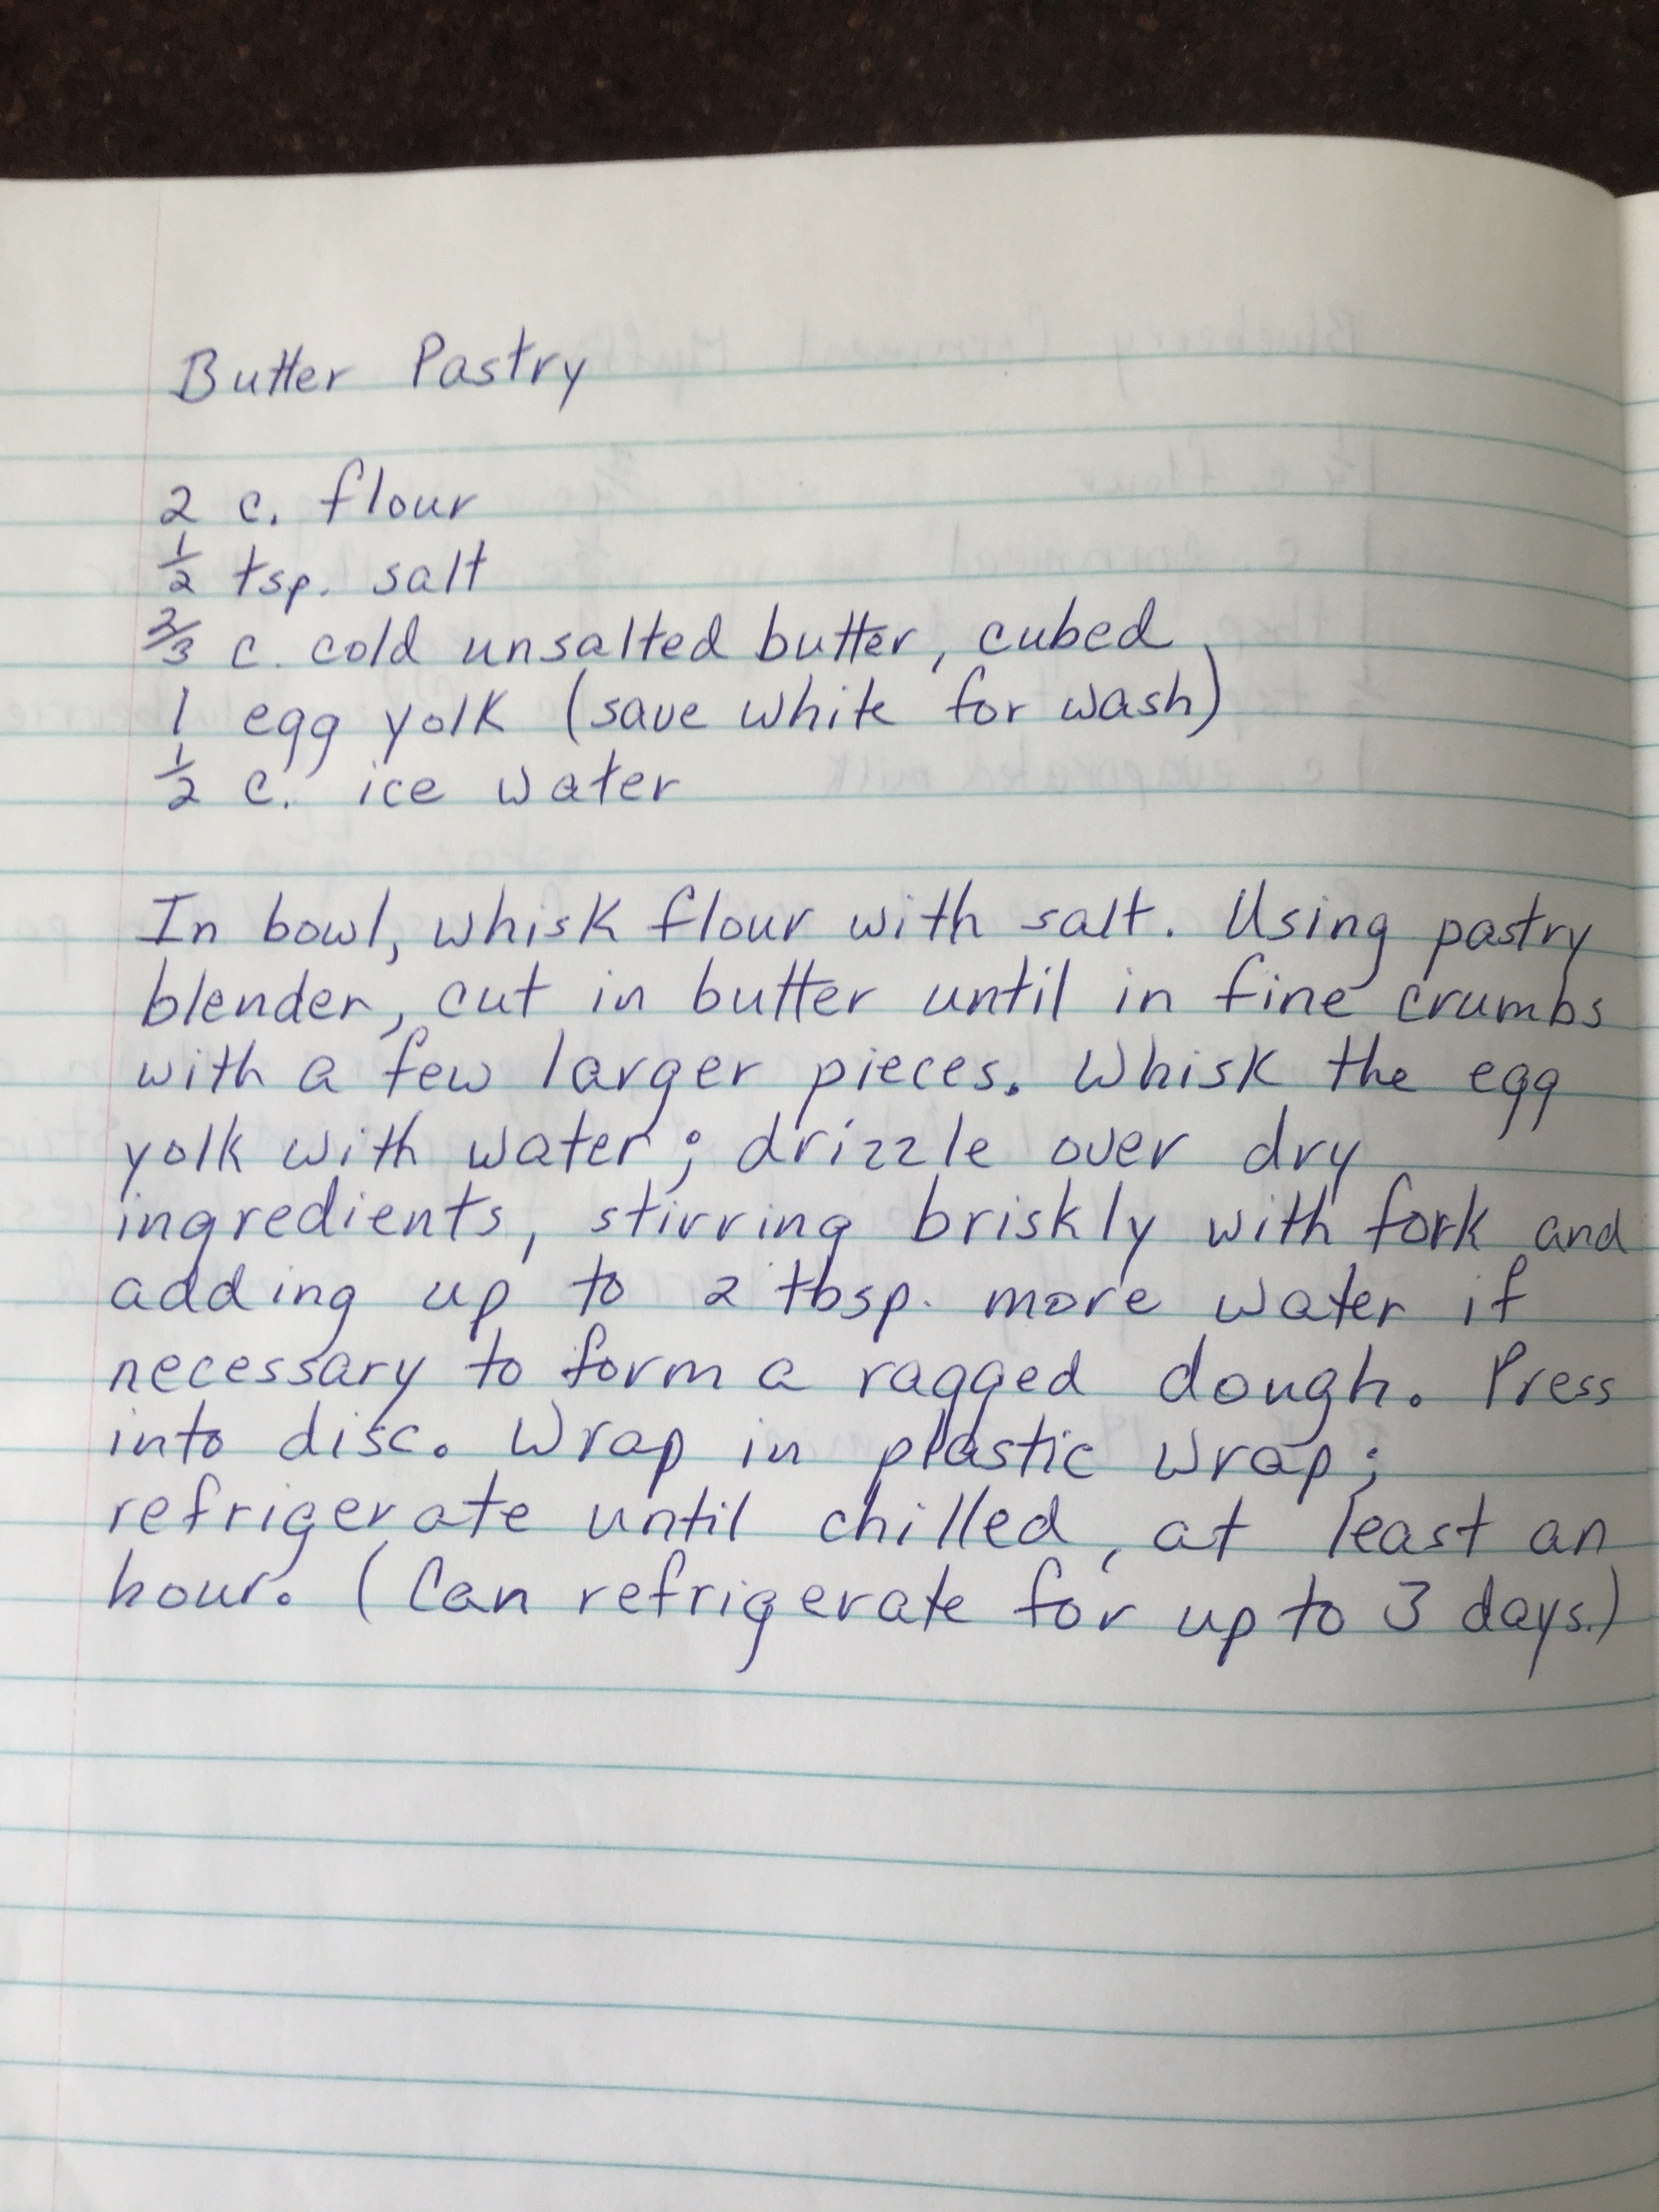 Butter Pastry
2 c. flour
1/2 tsp. salt
2/3 c. cold unsalted butter, cubed
1 egg yolk (save white for wash)
1/2 c. ice water
In bowl, whisk flour with salt. Using pastry
blender, cut in butter until in fine crumbs
with a few larger pieces. Whisk the egg
yolk with water; drizzle over dry
ingredients, stirring briskly with fork and
adding up to 2 tbsp. more water if
necessary to form a ragged dough. Press
into disc. Wrap in plastic wrap;
refrigerate until chilled, at least an
hour. (Can refrigerate for up to 3 days.)